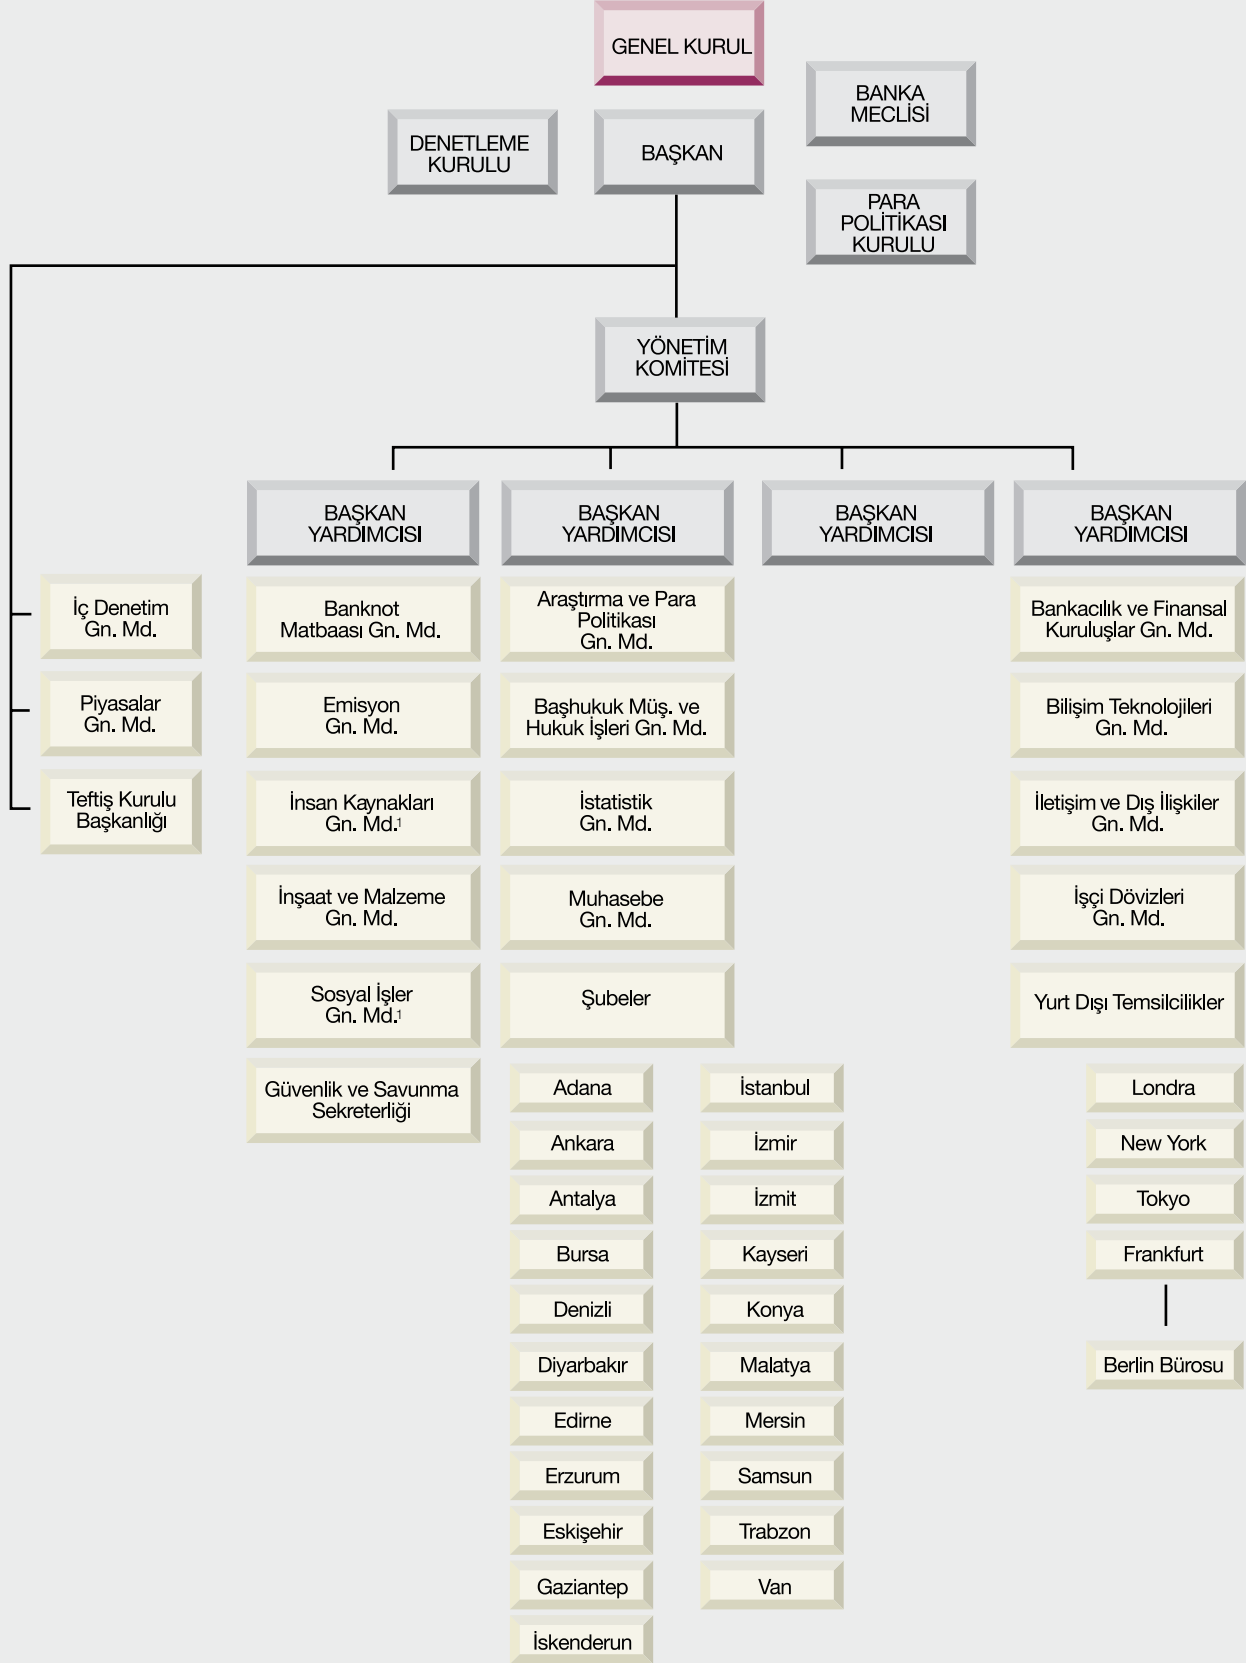 GENEL KURUL
BANKA
MECLİSİ
DENETLEME
KURULU
BAŞKAN
PARA
POLİTİKASI
KURULU
YÖNETİM
KOMİTESİ
BAŞKAN
YARDIMCISI
BAŞKAN
YARDIMCISI
BAŞKAN
YARDIMCISI
BAŞKAN
YARDIMCISI
İç Denetim
Gn. Md.
Piyasalar
Gn. Md.
Teftiş Kurulu
Başkanlığı
Banknot
Matbaası Gn. Md.
Emisyon
Gn. Md.
İnsan Kaynakları
Gn. Md.¹
İnşaat ve Malzeme
Gn. Md.
Sosyal İşler
Gn. Md.¹
Güvenlik ve Savunma
Sekreterliği
Araştırma ve Para
Politikası
Gn. Md.
Başhukuk Müş. ve
Hukuk İşleri Gn. Md.
İstatistik
Gn. Md.
Muhasebe
Gn. Md.
Şubeler
Adana
Ankara
Antalya
Bursa
Denizli
Diyarbakır
Edirne
Erzurum
Eskişehir
Gaziantep
İskenderun
İstanbul
İzmir
İzmit
Kayseri
Konya
Malatya
Mersin
Samsun
Trabzon
Van
Bankacılık ve Finansal
Kuruluşlar Gn. Md.
Bilişim Teknolojileri
Gn. Md.
İletişim ve Dış İlişkiler
Gn. Md.
İşçi Dövizleri
Gn. Md.
Yurt Dışı Temsilcilikler
Londra
New York
Tokyo
Frankfurt
Berlin Bürosu